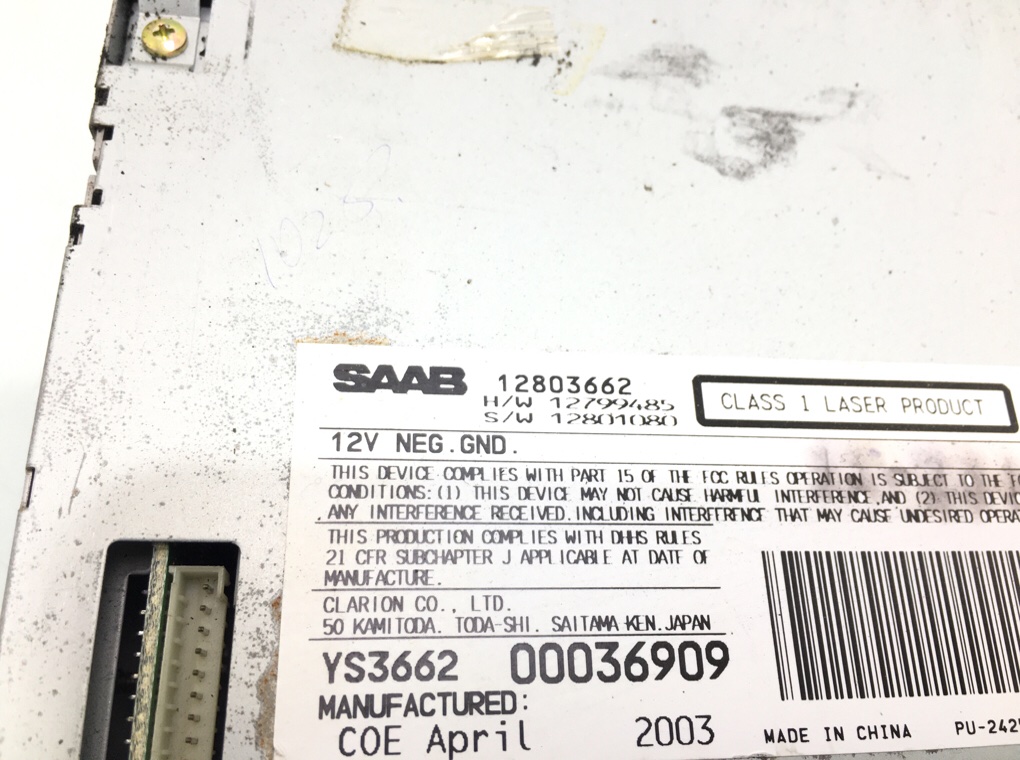 SAAB 12803662
H/W 12799485
S/W 12801080
CLASS 1 LASER PRODUCT
12V NEG.GND.
THIS DEVICE COMPLIES WITH PART 15 OF THE FCC RULES OPERATION IS SUBJECT TO THE
CONDITIONS: (1) THIS DEVICE MAY NOT CAUSE HARMFUL INTERFERENCE,AND (2) THIS
ANY INTERFERENCE RECEIVED, INCLUDING INTERFERENCE THAT MAY CAUSE UNDESIRED
THIS PRODUCTION COMPLIES WITH DHHS RULES
21 CFR SUBCHAPTER J APPLICABLE AT DATE OF
MANUFACTURE.
CLARION CO., LTD.
50 KAMITODA. TODA-SHI. SAITAMA-KEN.JAPAN
YS3662 00036909
MANUFACTURED:
COE April 2003
MADE IN CHINA PU-242